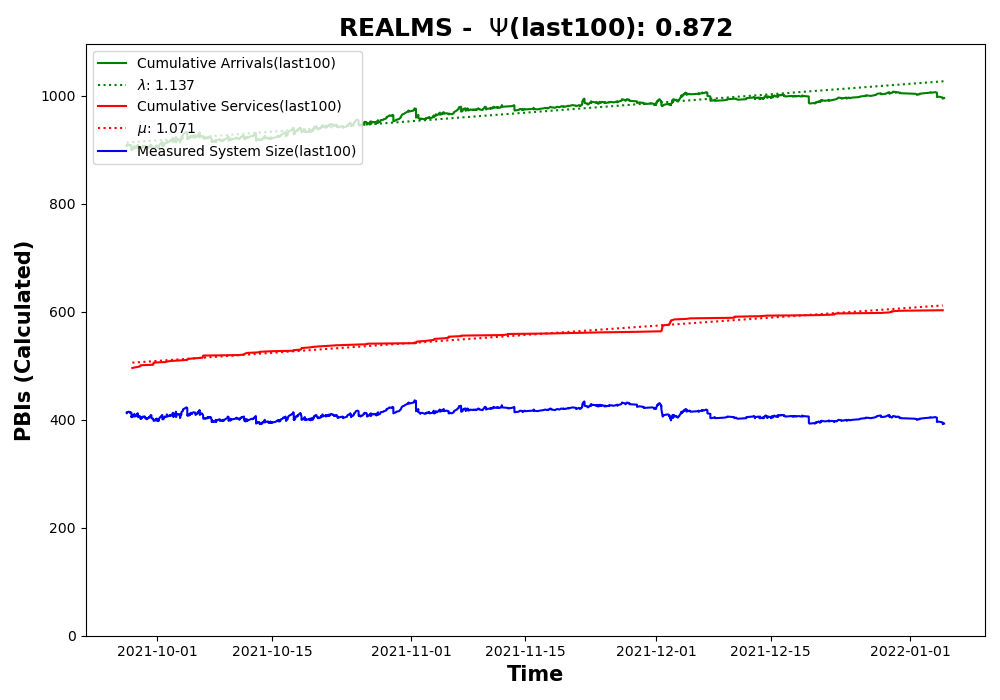 REALMS - Ψ(last100): 0.872
Cumulative Arrivals(last100)
λ: 1.137
Cumulative Services(last100)
μ: 1.071
Measured System Size(last100)
PBIs (Calculated)
1000
800
600
400
200
0
2021-10-01 2021-10-15 2021-11-01 2021-11-15 2021-12-01 2021-12-15 2022-01-01
Time